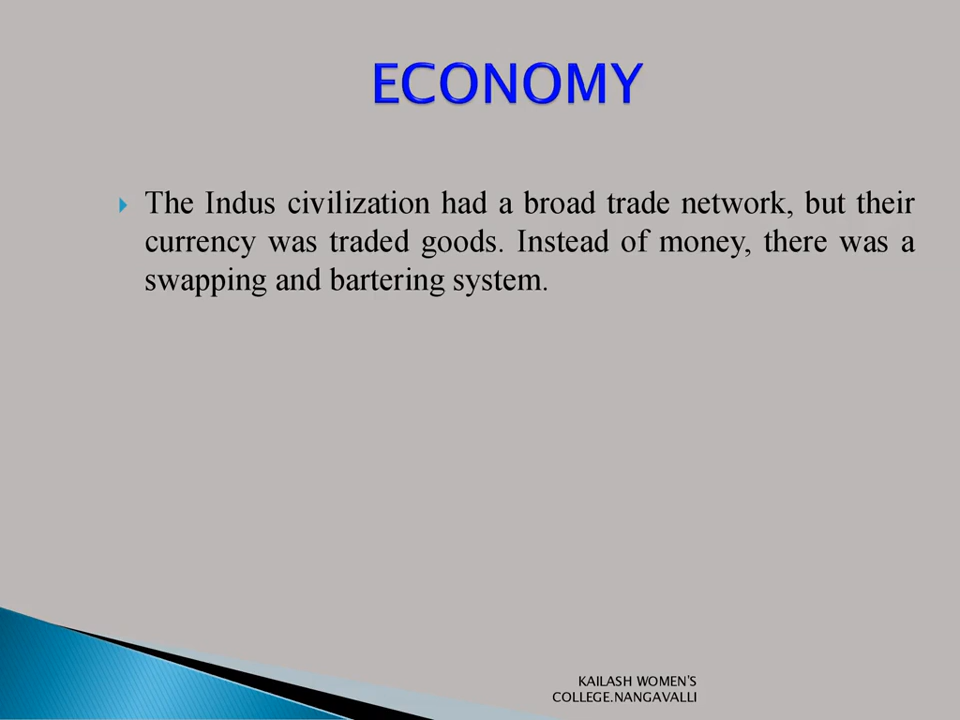 ECONOMY
The Indus civilization had a broad trade network, but their
currency was traded goods. Instead of money, there was a
swapping and bartering system.
KAILASH WOMEN'S
COLLEGE.NANGAVALLI